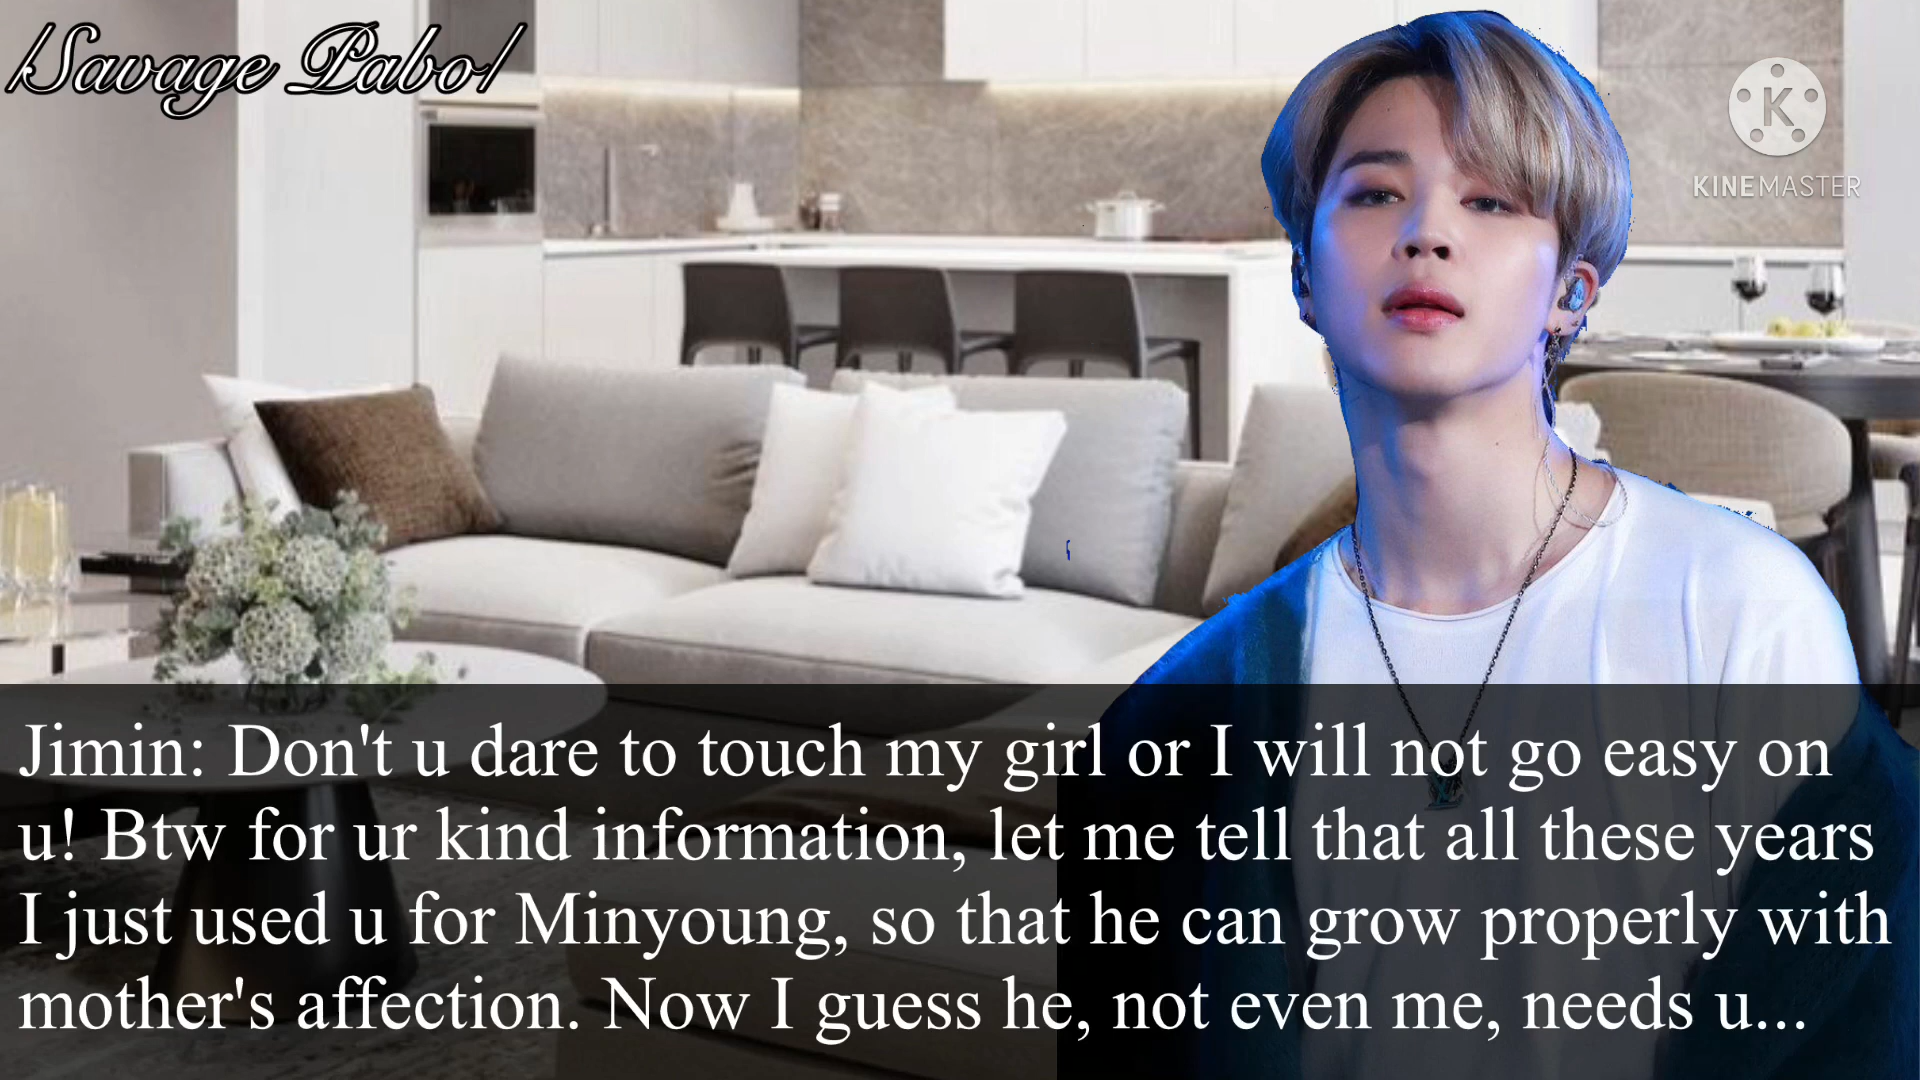 /Savage Pabo/
KINEMASTER
Jimin: Don't u dare to touch my girl or I will not go easy on
u! Btw for ur kind information, let me tell that all these years
I just used u for Minyoung, so that he can grow properly with
mother's affection. Now I guess he, not even me, needs u...